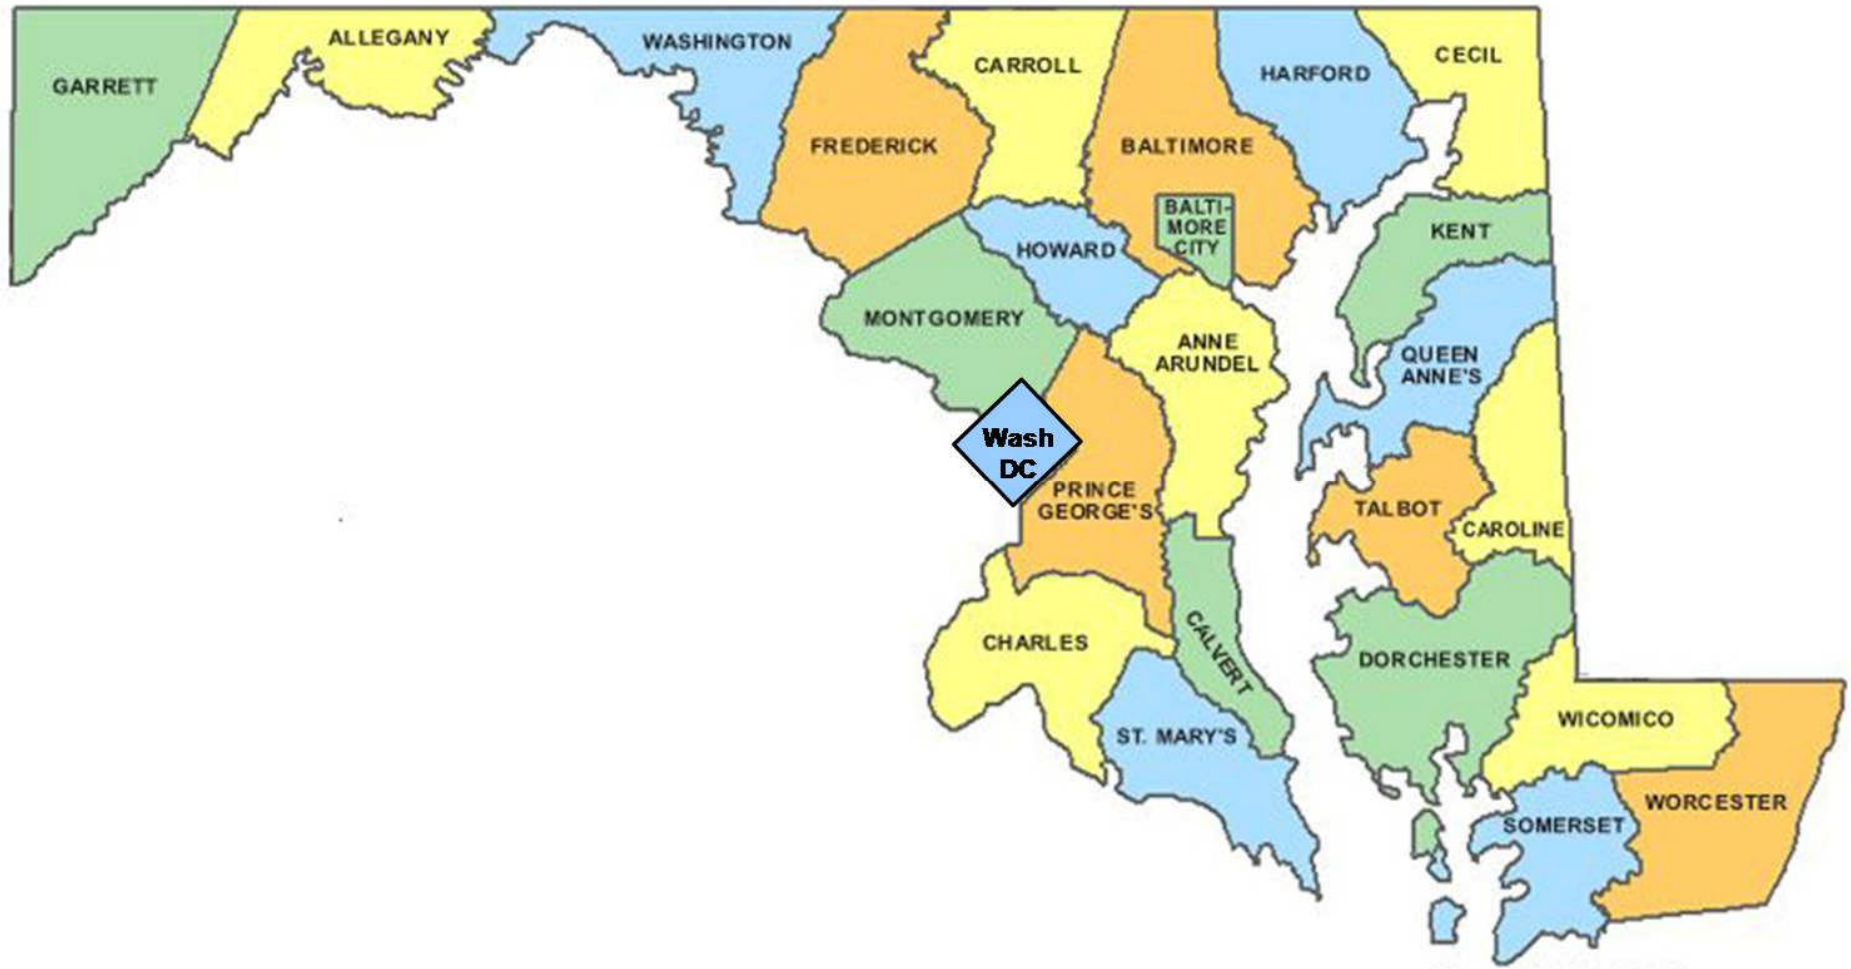 GARRETT
ALLEGANY
WASHINGTON
FREDERICK
CARROLL
BALTIMORE
HARFORD
CECIL
BALTI-
MORE
CITY
KENT
HOWARD
MONTGOMERY
ANNE
ARUNDEL
QUEEN
ANNE'S
Wash
DC
PRINCE
GEORGE'S
TALBOT
CAROLINE
CHARLES
CALVERT
DORCHESTER
ST. MARY'S
WICOMICO
WORCESTER
SOMERSET